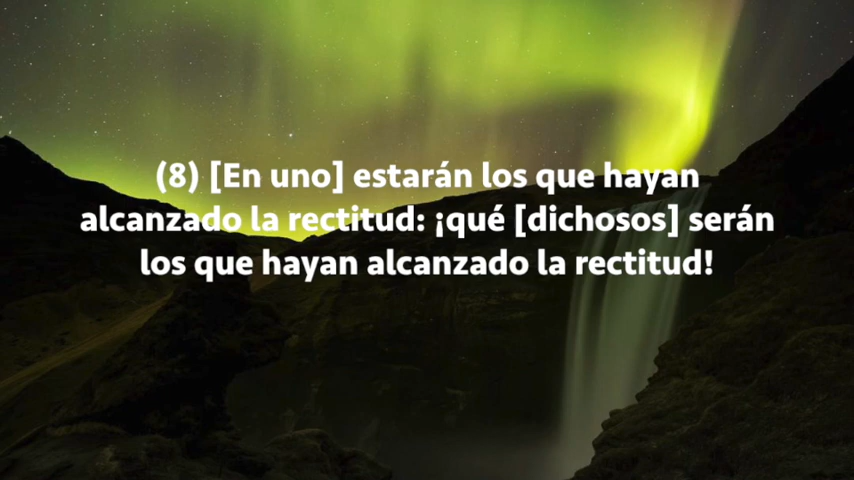 (8) [En uno] estarán los que hayan
alcanzado la rectitud: ¡qué [dichosos] serán
los que hayan alcanzado la rectitud!